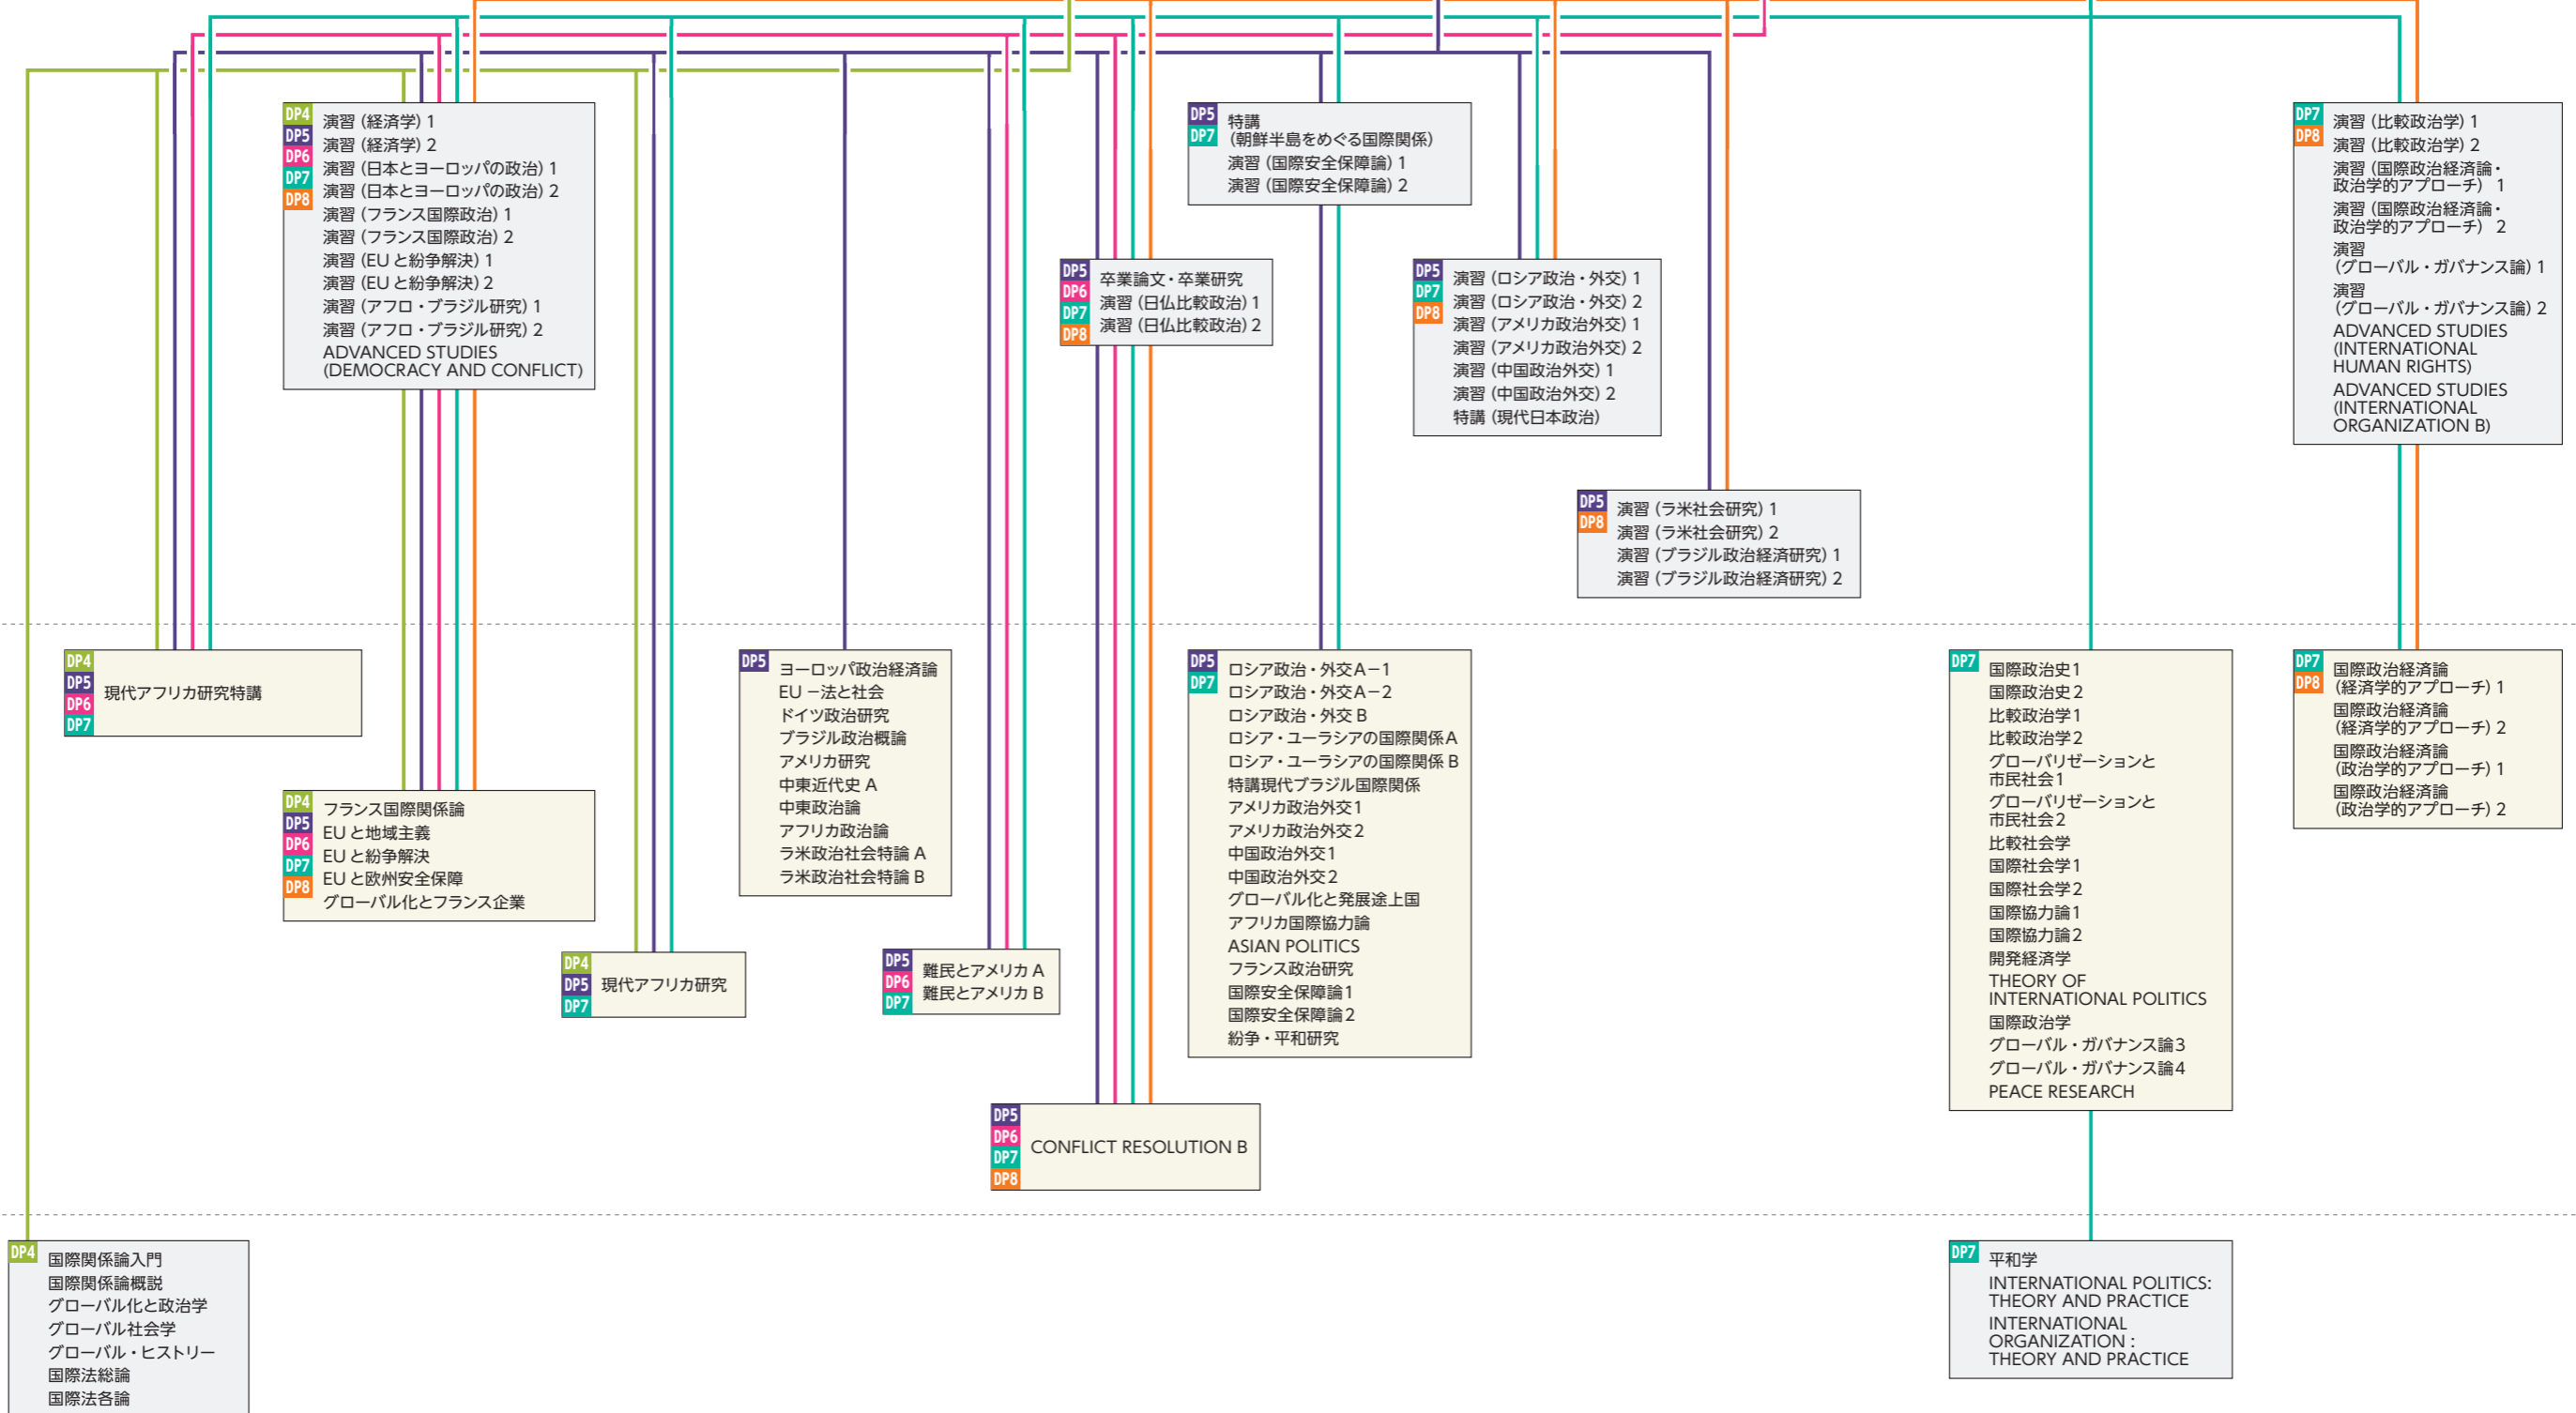 DP4
DP5
DP6
DP7
DP8
演習（経済学）1
演習（経済学）2
演習（日本とヨーロッパの政治）1
演習（日本とヨーロッパの政治）2
演習（フランス国際政治）1
演習（フランス国際政治）2
演習（EUと紛争解決）1
演習（EUと紛争解決）2
演習（アフロ・ブラジル研究）1
演習（アフロ・ブラジル研究）2
ADVANCED STUDIES
(DEMOCRACY AND CONFLICT)
DP5
DP7
特講
（朝鮮半島をめぐる国際関係）
演習（国際安全保障論）1
演習（国際安全保障論）2
DP7
DP8
演習（比較政治学）1
演習（比較政治学）2
演習（国際政治経済論・
政治学的アプローチ） 1
演習（国際政治経済論・
政治学的アプローチ） 2
演習
（グローバル・ガバナンス論）1
演習
（グローバル・ガバナンス論）2
ADVANCED STUDIES
(INTERNATIONAL
HUMAN RIGHTS)
ADVANCED STUDIES
(INTERNATIONAL
ORGANIZATION B)
DP5
DP6
DP7
DP8
卒業論文・卒業研究
演習（日仏比較政治）1
演習（日仏比較政治）2
DP5
DP7
DP8
演習（ロシア政治・外交）1
演習（ロシア政治・外交）2
演習（アメリカ政治外交）1
演習（アメリカ政治外交）2
演習（中国政治外交）1
演習（中国政治外交）2
特講（現代日本政治）
DP5
DP8
演習（ラ米社会研究）1
演習（ラ米社会研究）2
演習（ブラジル政治経済研究）1
演習（ブラジル政治経済研究）2
DP4
DP5
DP6
DP7
現代アフリカ研究特講
DP4
DP5
DP6
DP7
DP8
フランス国際関係論
EUと地域主義
EUと紛争解決
EUと欧州安全保障
グローバル化とフランス企業
DP4
DP5
DP7
現代アフリカ研究
DP5
ヨーロッパ政治経済論
EU－法と社会
ドイツ政治研究
ブラジル政治概論
アメリカ研究
中東近代史 A
中東政治論
アフリカ政治論
ラ米政治社会特論 A
ラ米政治社会特論 B
DP5
DP6
DP7
難民とアメリカ A
難民とアメリカ B
DP5
DP6
DP7
DP8
CONFLICT RESOLUTION B
DP5
DP7
ロシア政治・外交A－1
ロシア政治・外交A－2
ロシア政治・外交 B
ロシア・ユーラシアの国際関係A
ロシア・ユーラシアの国際関係 B
特講現代ブラジル国際関係
アメリカ政治外交1
アメリカ政治外交2
中国政治外交1
中国政治外交2
グローバル化と発展途上国
アフリカ国際協力論
ASIAN POLITICS
フランス政治研究
国際安全保障論1
国際安全保障論2
紛争・平和研究
DP7
国際政治史1
国際政治史2
比較政治学1
比較政治学2
グローバリゼーションと
市民社会1
グローバリゼーションと
市民社会2
比較社会学
国際社会学1
国際社会学2
国際協力論1
国際協力論2
開発経済学
THEORY OF
INTERNATIONAL POLITICS
国際政治学
グローバル・ガバナンス論3
グローバル・ガバナンス論4
PEACE RESEARCH
DP7
DP8
国際政治経済論
（経済学的アプローチ）1
国際政治経済論
（経済学的アプローチ）2
国際政治経済論
（政治学的アプローチ）1
国際政治経済論
（政治学的アプローチ）2
DP4
国際関係論入門
国際関係論概説
グローバル化と政治学
グローバル社会学
グローバル・ヒストリー
国際法総論
国際法各論
DP7
平和学
INTERNATIONAL POLITICS:
THEORY AND PRACTICE
INTERNATIONAL
ORGANIZATION :
THEORY AND PRACTICE